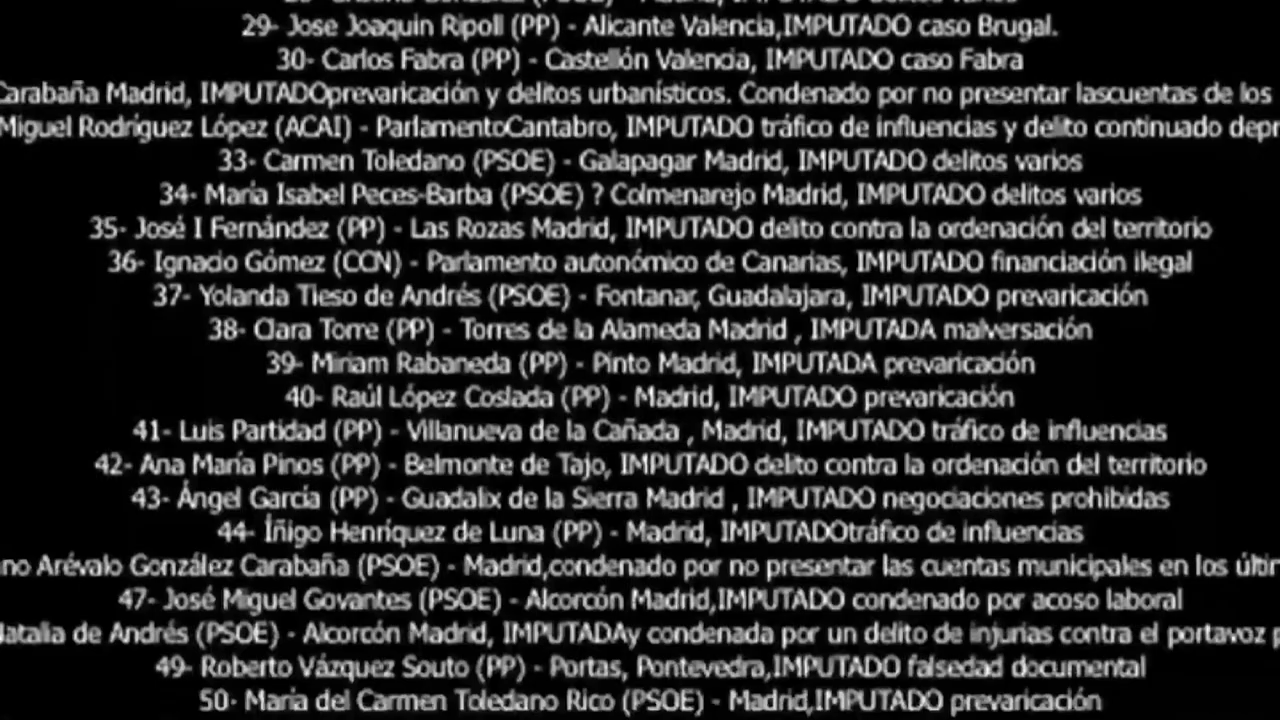 29- Jose Joaquin Ripoll (PP) - Alicante Valencia,IMPUTADO caso Brugal.
30- Carlos Fabra (PP) - Castellón Valencia, IMPUTADO caso Fabra
Carabaña Madrid, IMPUTADOprevaricación y delitos urbanísticos. Condenado por no presentar lascuentas de los
Miguel Rodríguez López (ACAI) - ParlamentoCantabro, IMPUTADO tráfico de influencias y delito continuado depr
33- Carmen Toledano (PSOE) - Galapagar Madrid, IMPUTADO delitos varios
34- María Isabel Peces-Barba (PSOE) ? Colmenarejo Madrid, IMPUTADO delitos varios
35- José I Fernández (PP) - Las Rozas Madrid, IMPUTADO delito contra la ordenación del territorio
36- Ignacio Gómez (CCN) - Parlamento autonómico de Canarias, IMPUTADO financiación ilegal
37- Yolanda Tieso de Andrés (PSOE) - Fontanar, Guadalajara, IMPUTADO prevaricación
38- Clara Torre (PP) - Torres de la Alameda Madrid , IMPUTADA malversación
39- Miriam Rabaneda (PP) - Pinto Madrid, IMPUTADA prevaricación
40- Raúl López Coslada (PP) - Madrid, IMPUTADO prevaricación
41- Luis Partidad (PP) - Villanueva de la Cañada , Madrid, IMPUTADO tráfico de influencias
42- Ana María Pinos (PP) - Belmonte de Tajo, IMPUTADO delito contra la ordenación del territorio
43- Ángel García (PP) - Guadalix de la Sierra Madrid , IMPUTADO negociaciones prohibidas
44- Íñigo Henríquez de Luna (PP) - Madrid, IMPUTADOtráfico de influencias
no Arévalo González Carabaña (PSOE) - Madrid,condenado por no presentar las cuentas municipales en los últi
47- José Miguel Govantes (PSOE) - Alcorcón Madrid,IMPUTADO condenado por acoso laboral
Natalia de Andrés (PSOE) - Alcorcón Madrid, IMPUTADAy condenada por un delito de injurias contra el portavoz p
49- Roberto Vázquez Souto (PP) - Portas, Pontevedra,IMPUTADO falsedad documental
50- María del Carmen Toledano Rico (PSOE) - Madrid,IMPUTADO prevaricación